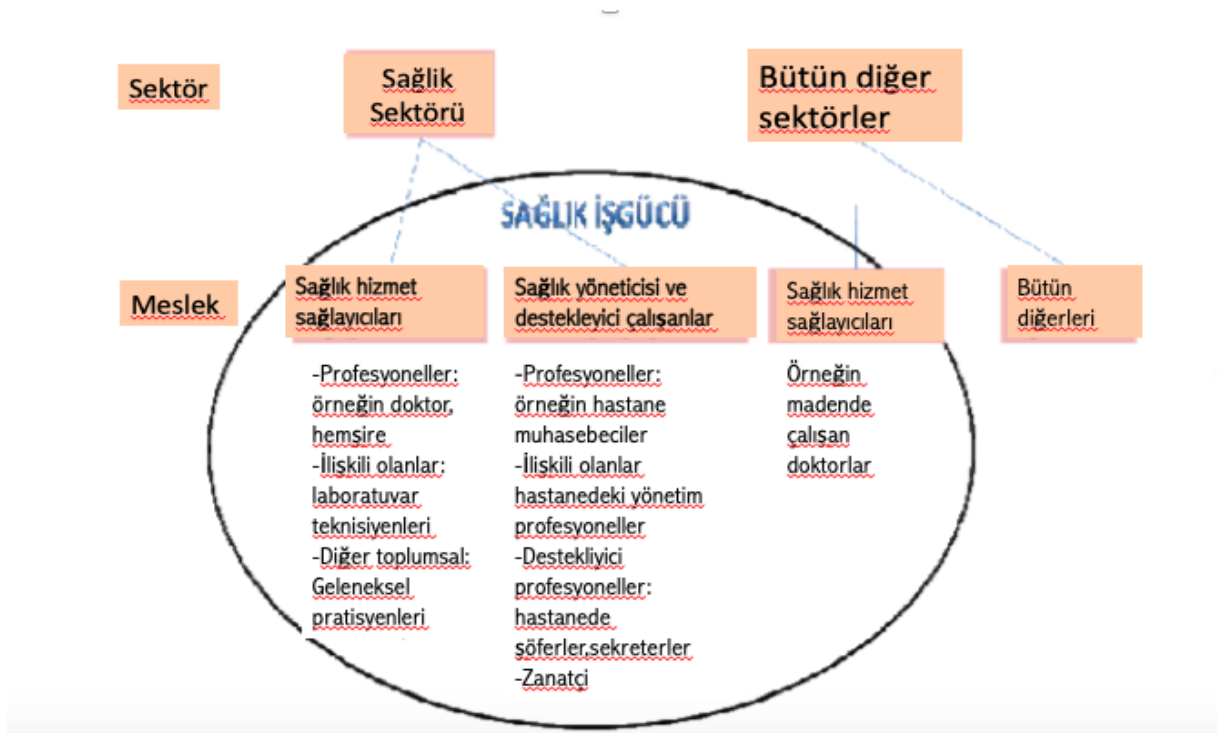 Sektör
Sağlik
Sektörü
Bütün diğer
sektörler
SAĞLIK İŞGÜCÜ
Meslek
Sağlık hizmet
sağlayıcıları
Sağlık yöneticisi ve
destekleyici çalışanlar
Sağlık hizmet
sağlayıcıları
Bütün
diğerleri
-Profesyoneller:
örneğin doktor,
hemşire
-İlişkili olanlar:
laboratuvar
teknisiyenleri
-Diğer toplumsal:
Geleneksel
pratisyenleri
-Profesyoneller:
örneğin hastane
muhasebeciler
-İlişkili olanlar
hastanedeki yönetim
profesyoneller
-Destekliyici
profesyoneller:
hastanede
şöferler,sekreterler
-Zanatçi
Örneğin
madende
çalışan
doktorlar